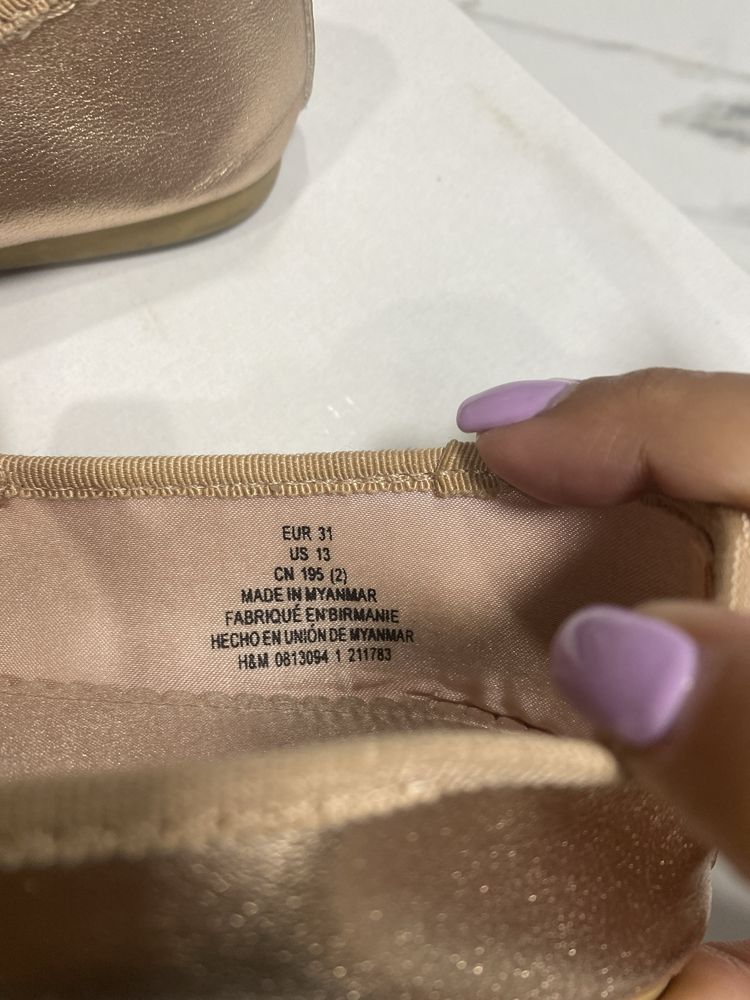 EUR 31
US 13
CN 195 (2)
MADE IN MYANMAR
FABRIQUÉ EN BIRMANIE
HECHO EN UNIÓN DE MYANMAR
H&M 0813094 1 211783